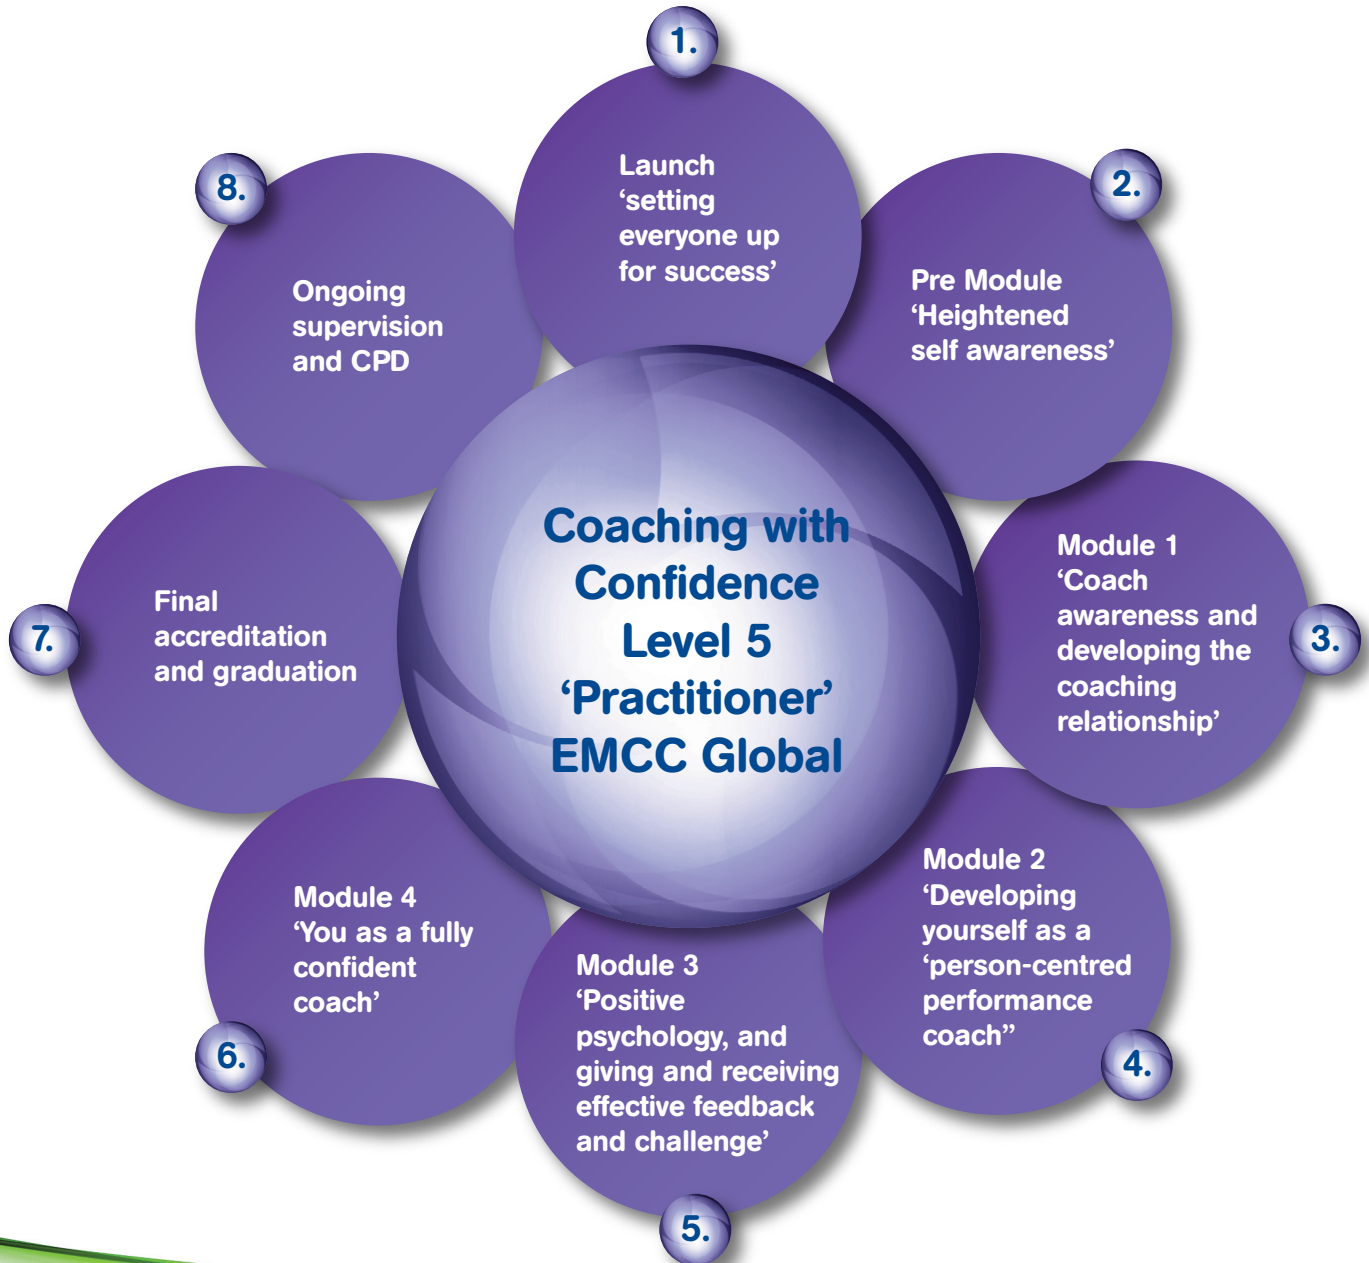 1.
Launch
‘setting
everyone up
for success’
2.
Pre Module
‘Heightened
self awareness’
3.
Module 1
‘Coach
awareness and
developing the
coaching
relationship’
4.
Module 2
‘Developing
yourself as a
‘person-centred
performance
coach’’
5.
Module 3
‘Positive
psychology, and
giving and receiving
effective feedback
and challenge’
6.
Module 4
‘You as a fully
confident
coach’
7.
Final
accreditation
and graduation
8.
Ongoing
supervision
and CPD
Coaching with
Confidence
Level 5
‘Practitioner’
EMCC Global